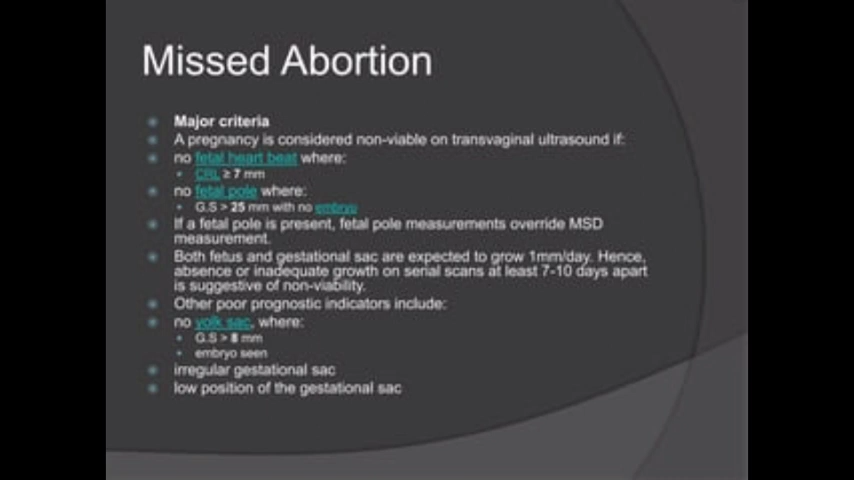 Missed Abortion
Major criteria
A pregnancy is considered non-viable on transvaginal ultrasound if:
no fetal heart beat where:
CRL ≥ 7 mm
no fetal pole where:
G.S > 25 mm with no embryo
If a fetal pole is present, fetal pole measurements override MSD
measurement.
Both fetus and gestational sac are expected to grow 1mm/day. Hence,
absence or inadequate growth on serial scans at least 7-10 days apart
is suggestive of non-viability.
Other poor prognostic indicators include:
no yolk sac, where:
G.S > 8 mm
embryo seen
irregular gestational sac
low position of the gestational sac